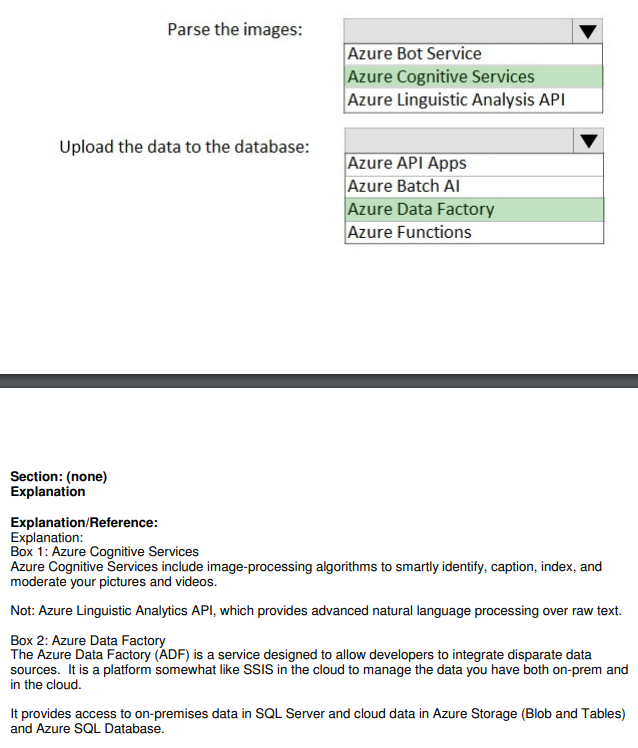 Parse the images:
Azure Bot Service
Azure Cognitive Services
Azure Linguistic Analysis API
Upload the data to the database:
Azure API Apps
Azure Batch AI
Azure Data Factory
Azure Functions
Section: (none)
Explanation
Explanation/Reference:
Explanation:
Box 1: Azure Cognitive Services
Azure Cognitive Services include image-processing algorithms to smartly identify, caption, index, and
moderate your pictures and videos.
Not: Azure Linguistic Analytics API, which provides advanced natural language processing over raw text.
Box 2: Azure Data Factory
The Azure Data Factory (ADF) is a service designed to allow developers to integrate disparate data
sources.  It is a platform somewhat like SSIS in the cloud to manage the data you have both on-prem and
in the cloud.
It provides access to on-premises data in SQL Server and cloud data in Azure Storage (Blob and Tables)
and Azure SQL Database.